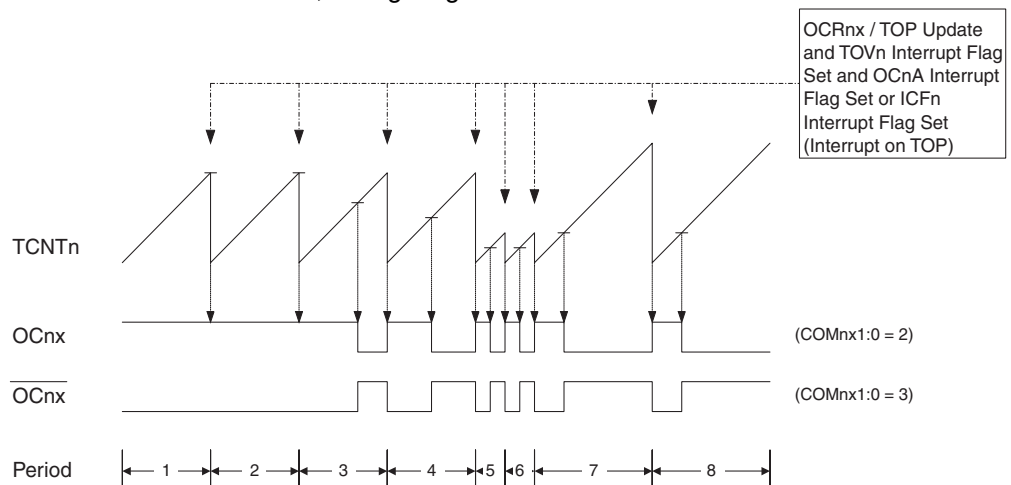 OCRnx / TOP Update
and TOVn Interrupt Flag
Set and OCnA Interrupt
Flag Set or ICFn
Interrupt Flag Set
(Interrupt on TOP)
TCNTn
OCnx (COMnx1:0 = 2)
OCnx (COMnx1:0 = 3)
Period 1 2 3 4 5 6 7 8